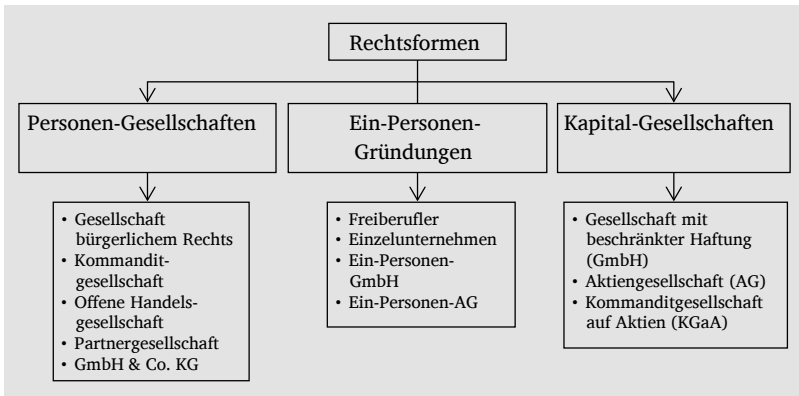 Rechtsformen
Personen-Gesellschaften
Ein-Personen-
Gründungen
Kapital-Gesellschaften
• Gesellschaft
bürgerlichem Rechts
• Kommandit-
gesellschaft
• Offene Handels-
gesellschaft
• Partnergesellschaft
• GmbH & Co. KG
• Freiberufler
• Einzelunternehmen
• Ein-Personen-
GmbH
• Ein-Personen-AG
• Gesellschaft mit
beschränkter Haftung
(GmbH)
• Aktiengesellschaft (AG)
• Kommanditgesellschaft
auf Aktien (KGaA)